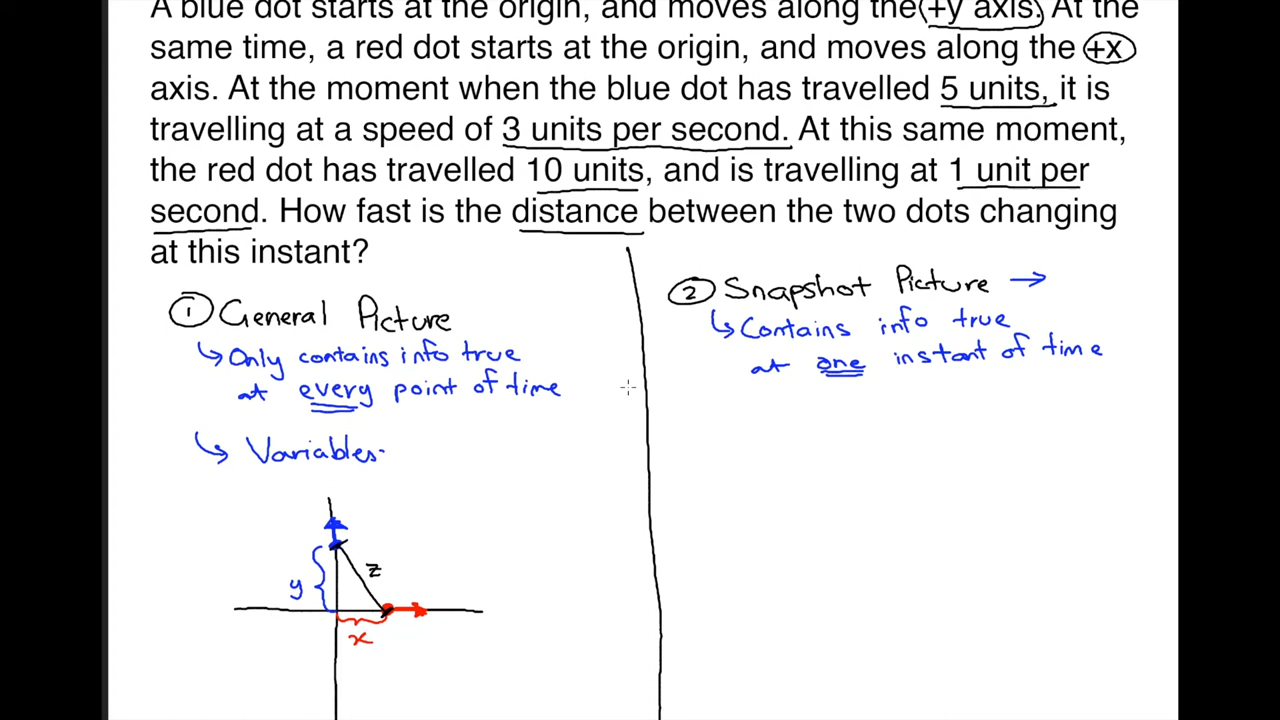 A blue dot starts at the origin, and moves along the +y axis. At the
same time, a red dot starts at the origin, and moves along the +x
axis. At the moment when the blue dot has travelled 5 units, it is
travelling at a speed of 3 units per second. At this same moment,
the red dot has travelled 10 units, and is travelling at 1 unit per
second. How fast is the distance between the two dots changing
at this instant?
① General Picture
↳ Only contains info true
at every point of time
↳ Variables.
y
z
x
② Snapshot Picture →
↳ Contains info true
at one instant of time